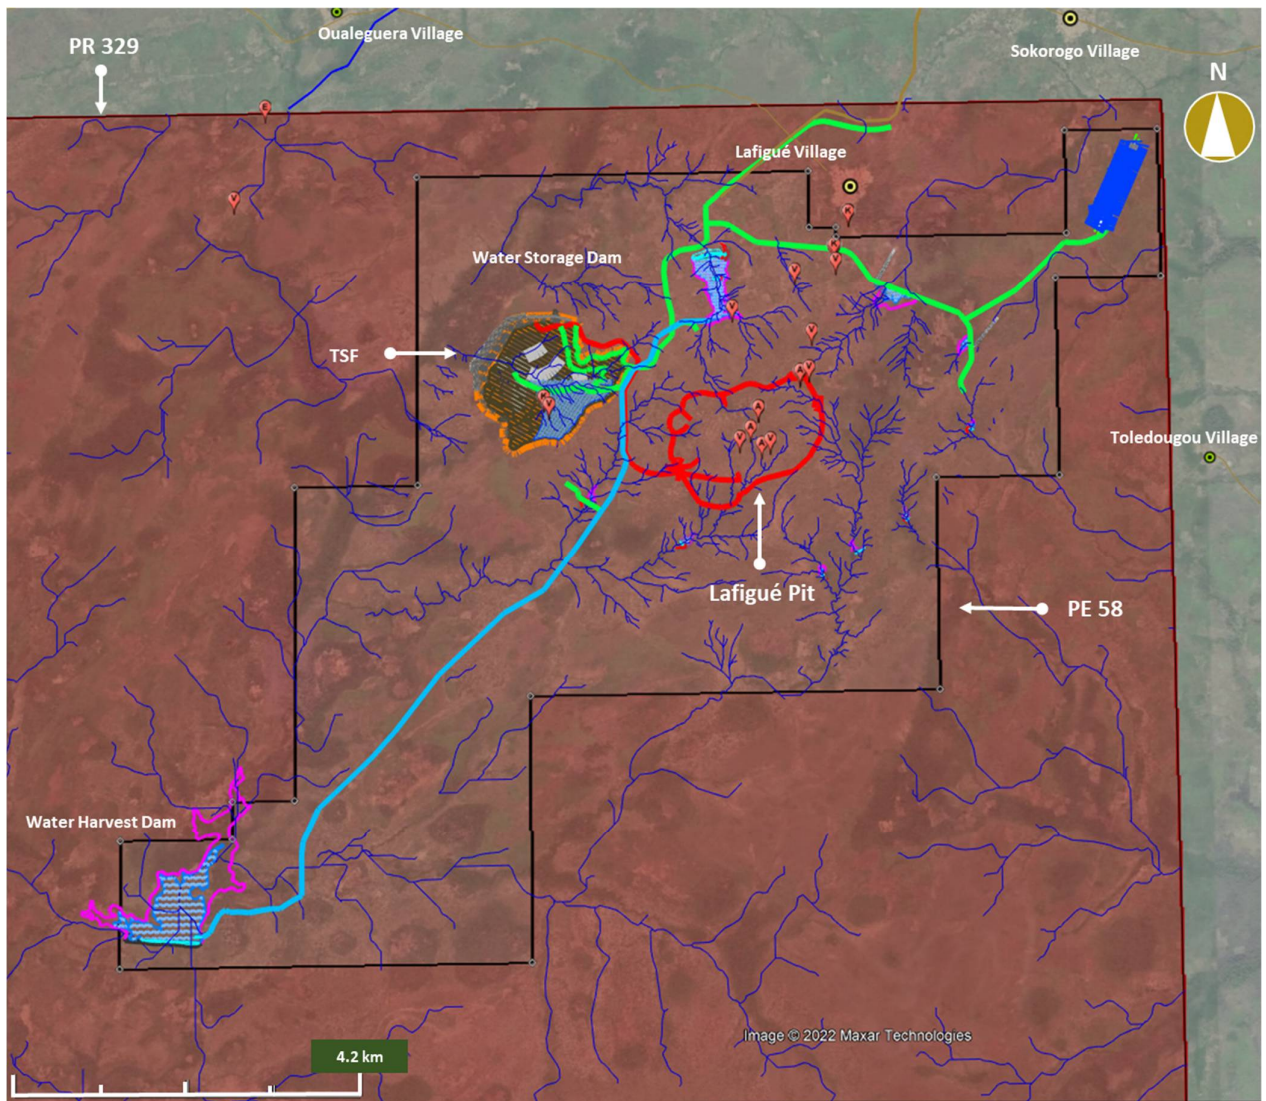 Oualeguera Village
PR 329
Sokorogo Village
N
Lafigué Village
Water Storage Dam
TSF
Toledougou Village
Lafigué Pit
PE 58
Water Harvest Dam
Image © 2022 Maxar Technologies
4.2 km